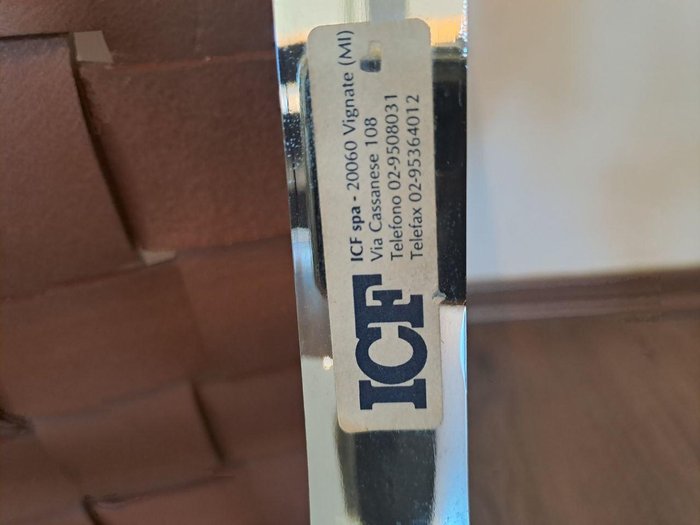 ICF
ICF spa - 20060 Vignate (MI)
Via Cassanese 108
Telefono 02-9508031
Telefax 02-95364012